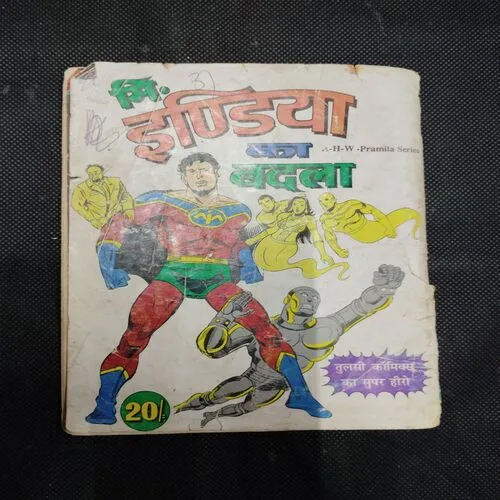 मि.
इण्डिया
का
-H-W-Pramila Series
बदला
तुलसी कॉमिक्स
का सुपर हीरो
20/-